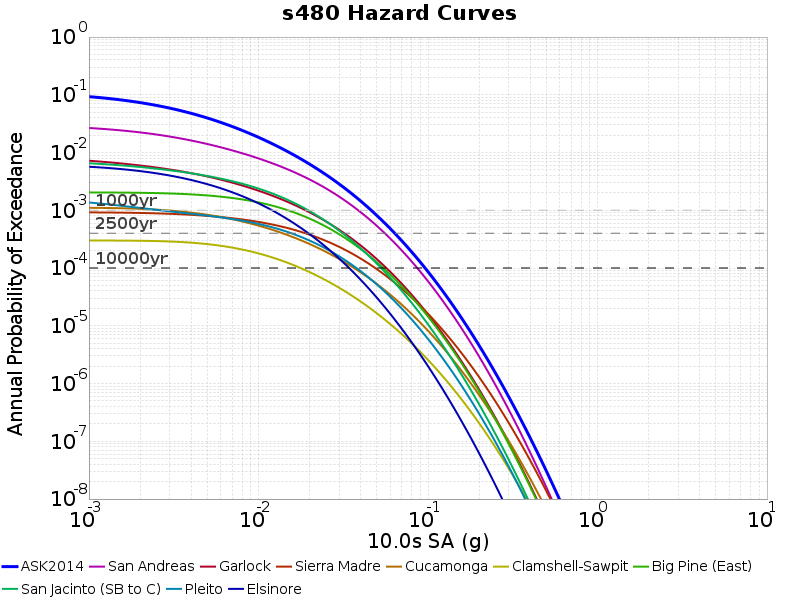 s480 Hazard Curves
Annual Probability of Exceedance
10^0
10^-1
10^-2
10^-3
10^-4
10^-5
10^-6
10^-7
10^-8
1000yr
2500yr
10000yr
10^-3 10^-2 10^-1 10^0 10^1
10.0s SA (g)
ASK2014 San Andreas Garlock Sierra Madre Cucamonga Clamshell-Sawpit Big Pine (East)
San Jacinto (SB to C) Pleito Elsinore